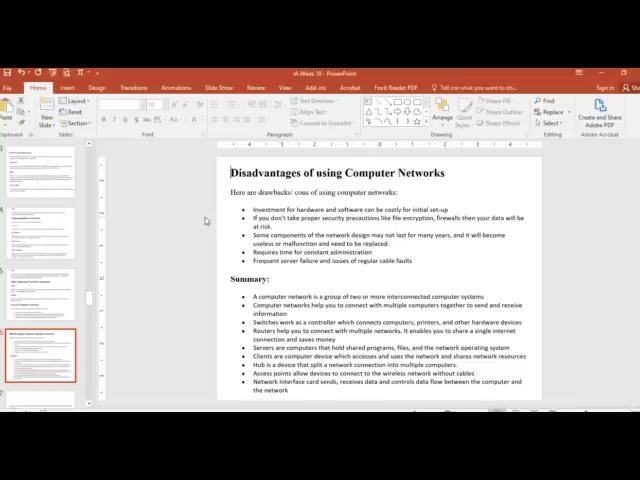 IA-Week 10 - PowerPoint
Sign in
File Home Insert Design Transitions Animations Slide Show Review View Add-ins Acrobat Foxit Reader PDF Tell me what you want to do...
Layout
Reset
Section
Paste
New
Slides
18
Text Direction
Align Text
Convert to SmartArt
Arrange
Quick
Styles
Shape Fill
Shape Outline
Shape Effects
Find
Replace
Select
Create and Share
Adobe PDF
Clipboard
Slides
Font
Paragraph
Drawing
Editing
Adobe Acrobat
Disadvantages of using Computer Networks
Here are drawbacks/ cons of using computer networks:
• Investment for hardware and software can be costly for initial set-up
• If you don't take proper security precautions like file encryption, firewalls then your data will be
at risk.
• Some components of the network design may not last for many years, and it will become
useless or malfunction and need to be replaced.
• Requires time for constant administration
• Frequent server failure and issues of regular cable faults
Summary:
• A computer network is a group of two or more interconnected computer systems
• Computer networks help you to connect with multiple computers together to send and receive
information
• Switches work as a controller which connects computers, printers, and other hardware devices
• Routers help you to connect with multiple networks. It enables you to share a single internet
connection and saves money
• Servers are computers that hold shared programs, files, and the network operating system
• Clients are computer device which accesses and uses the network and shares network resources
• Hub is a device that split a network connection into multiple computers.
• Access points allow devices to connect to the wireless network without cables
• Network Interface card sends, receives data and controls data flow between the computer and
the network